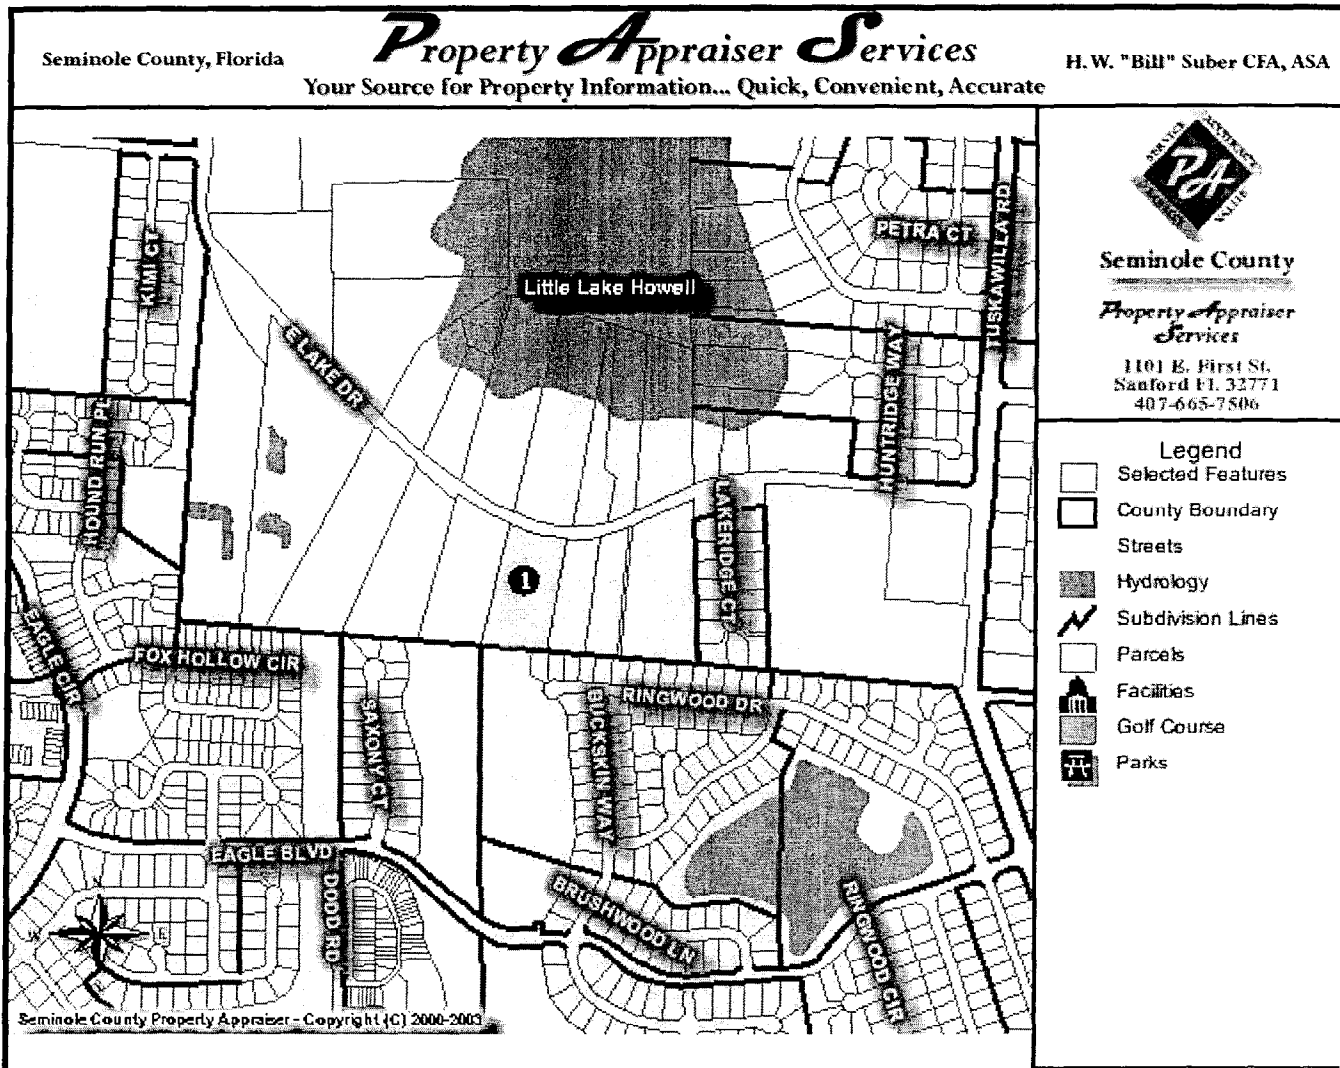 Seminole County, Florida
Property Appraiser Services
H.W. "Bill" Suber CFA, ASA
Your Source for Property Information... Quick, Convenient, Accurate
KIMI CT
Little Lake Howell
PETRA CT
TUSKAWILLA RD
E LAKE DR
HUNTRIDGE WAY
HOUND RUN PL
LAKERIDGE CT
1
EAGLE CIR
FOX HOLLOW CIR
SAXONY CT
BUCKSKIN WAY
RINGWOOD DR
EAGLE BLVD
DODD RD
BRUSHWOOD LN
RINGWOOD CIR
E
Seminole County Property Appraiser - Copyright (C) 2000-2003
PA
Seminole County
Property Appraiser
Services
1101 E. First St.
Sanford FL 32771
407-665-7506
Legend
Selected Features
County Boundary
Streets
Hydrology
Subdivision Lines
Parcels
Facilities
Golf Course
Parks